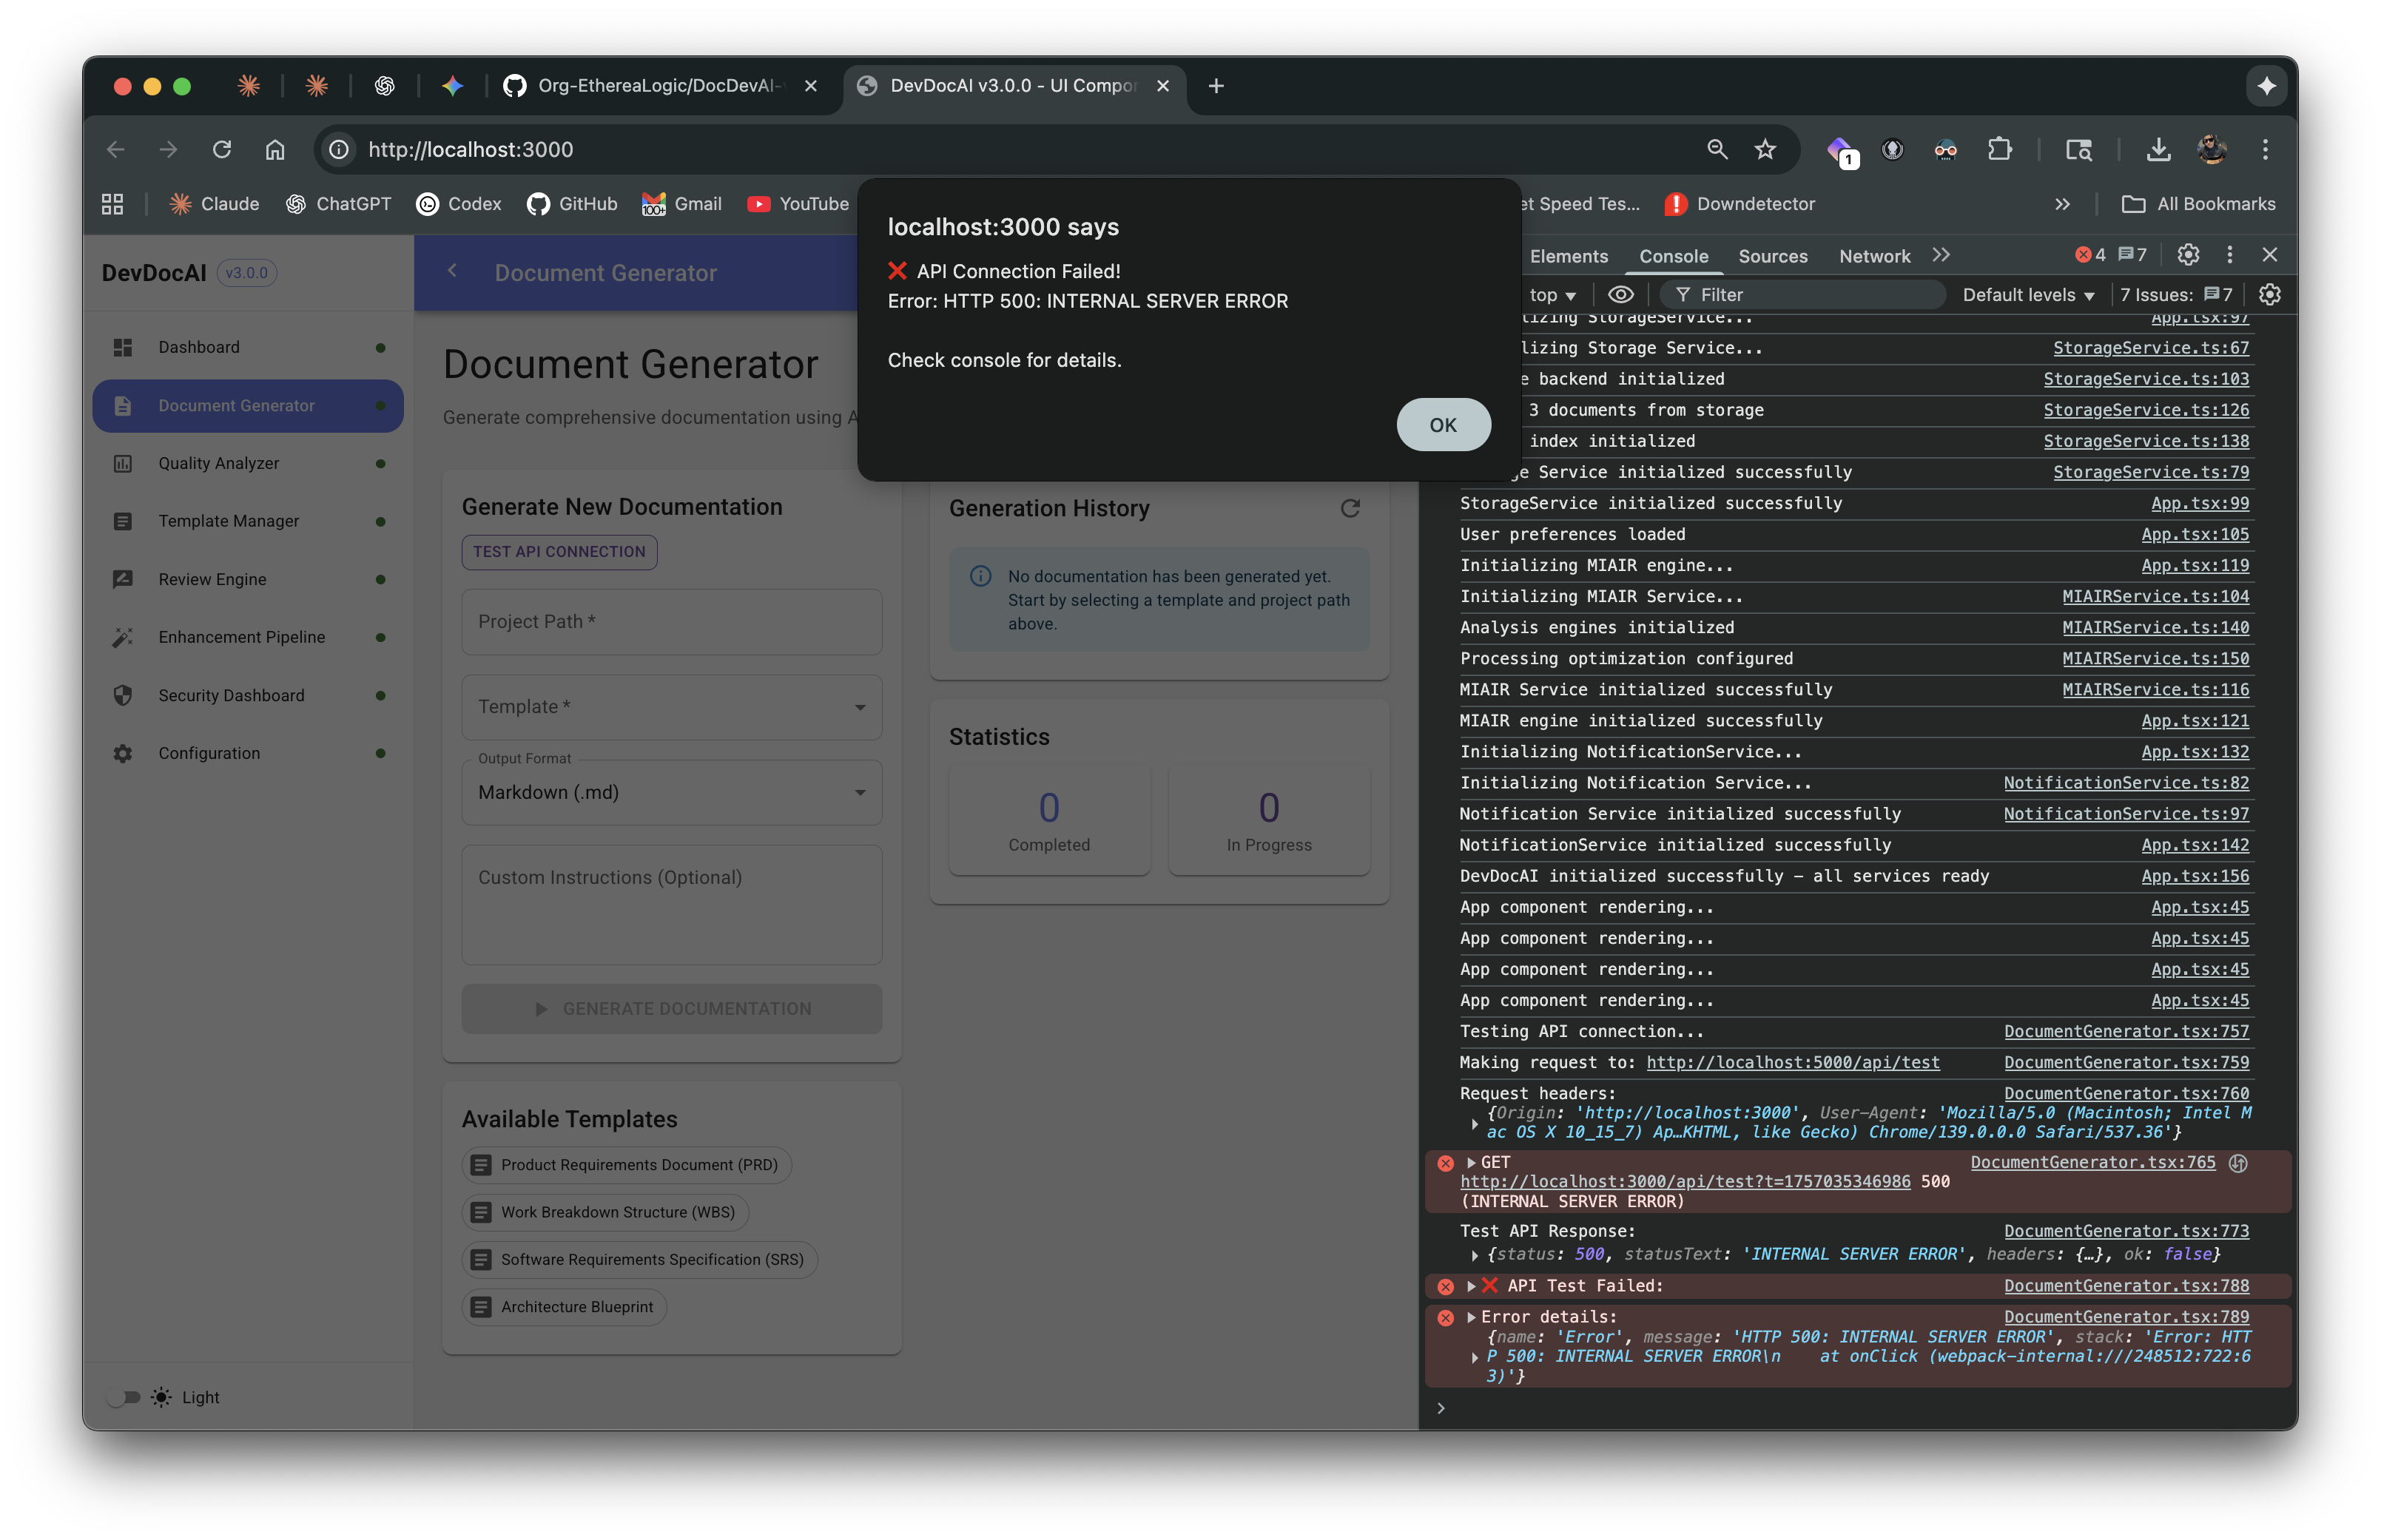 Org-EthereaLogic/DocDevAI-
DevDocAI v3.0.0 - UI Compor
http://localhost:3000
1
Claude
ChatGPT
Codex
GitHub
100+
Gmail
YouTube
et Speed Tes...
Downdetector
All Bookmarks
localhost:3000 says
❌ API Connection Failed!
Error: HTTP 500: INTERNAL SERVER ERROR
Check console for details.
OK
DevDocAI
v3.0.0
Dashboard
Document Generator
Quality Analyzer
Template Manager
Review Engine
Enhancement Pipeline
Security Dashboard
Configuration
Light
Document Generator
Document Generator
Generate comprehensive documentation using A
Generate New Documentation
TEST API CONNECTION
Project Path *
Template *
Output Format
Markdown (.md)
Custom Instructions (Optional)
GENERATE DOCUMENTATION
Available Templates
Product Requirements Document (PRD)
Work Breakdown Structure (WBS)
Software Requirements Specification (SRS)
Architecture Blueprint
Generation History
No documentation has been generated yet.
Start by selecting a template and project path
above.
Statistics
0
Completed
0
In Progress
Elements
Console
Sources
Network
4
7
top
Filter
Default levels
7 Issues:
7
lizing StorageService... App.tsx:97
lizing Storage Service... StorageService.ts:67
e backend initialized StorageService.ts:103
3 documents from storage StorageService.ts:126
index initialized StorageService.ts:138
ge Service initialized successfully StorageService.ts:79
StorageService initialized successfully App.tsx:99
User preferences loaded App.tsx:105
Initializing MIAIR engine... App.tsx:119
Initializing MIAIR Service... MIAIRService.ts:104
Analysis engines initialized MIAIRService.ts:140
Processing optimization configured MIAIRService.ts:150
MIAIR Service initialized successfully MIAIRService.ts:116
MIAIR engine initialized successfully App.tsx:121
Initializing NotificationService... App.tsx:132
Initializing Notification Service... NotificationService.ts:82
Notification Service initialized successfully NotificationService.ts:97
NotificationService initialized successfully App.tsx:142
DevDocAI initialized successfully – all services ready App.tsx:156
App component rendering... App.tsx:45
App component rendering... App.tsx:45
App component rendering... App.tsx:45
App component rendering... App.tsx:45
Testing API connection... DocumentGenerator.tsx:757
Making request to: http://localhost:5000/api/test DocumentGenerator.tsx:759
Request headers: DocumentGenerator.tsx:760
{Origin: 'http://localhost:3000', User-Agent: 'Mozilla/5.0 (Macintosh; Intel M
ac OS X 10_15_7) Ap…KHTML, like Gecko) Chrome/139.0.0.0 Safari/537.36'}
GET DocumentGenerator.tsx:765
http://localhost:3000/api/test?t=1757035346986 500
(INTERNAL SERVER ERROR)
Test API Response: DocumentGenerator.tsx:773
{status: 500, statusText: 'INTERNAL SERVER ERROR', headers: {…}, ok: false}
❌ API Test Failed: DocumentGenerator.tsx:788
Error details: DocumentGenerator.tsx:789
{name: 'Error', message: 'HTTP 500: INTERNAL SERVER ERROR', stack: 'Error: HTT
P 500: INTERNAL SERVER ERROR\n    at onClick (webpack-internal:///248512:722:6
3)'}